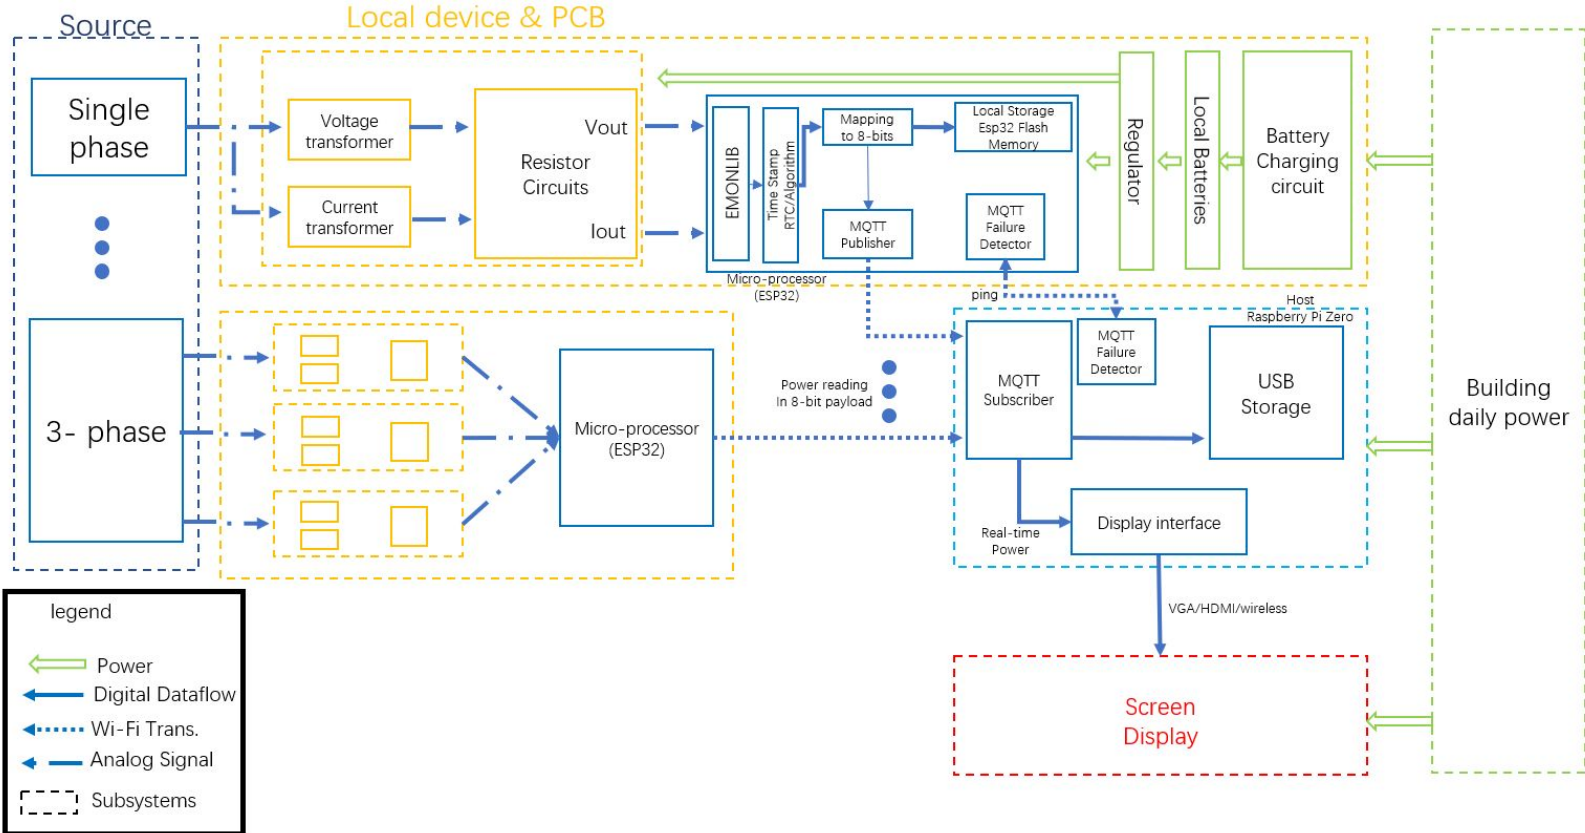 Source
Local device & PCB
Single
phase
Voltage
transformer
Current
transformer
Resistor
Circuits
Vout
Iout
EMONLIB
Time Stamp
RTC/Algorithm
Mapping
to 8-bits
Local Storage
Esp32 Flash
Memory
MQTT
Publisher
MQTT
Failure
Detector
Micro-processor
(ESP32)
Regulator
Local Batteries
Battery
Charging
circuit
ping
Host
Raspberry Pi Zero
3- phase
Micro-processor
(ESP32)
Power reading
In 8-bit payload
MQTT
Subscriber
MQTT
Failure
Detector
USB
Storage
Building
daily power
Real-time
Power
Display interface
VGA/HDMI/wireless
Screen
Display
legend
Power
Digital Dataflow
Wi-Fi Trans.
Analog Signal
Subsystems